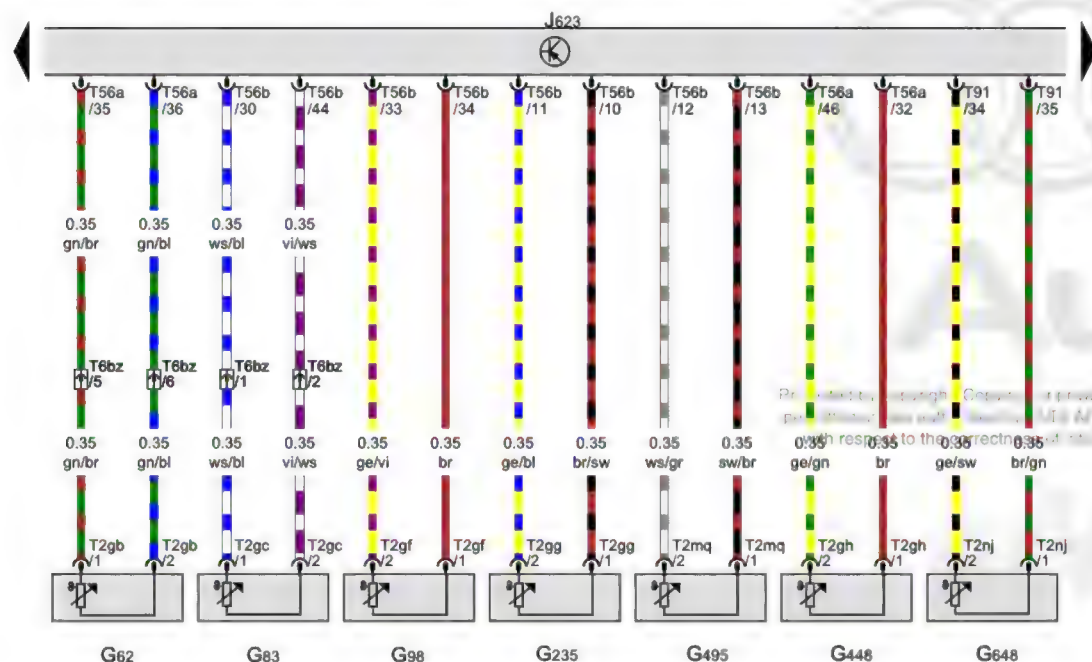 J623
T56a T56a T56b T56b T56b T56b T56b T56b T56b T56b T56a T56a T91 T91
/35 /36 /30 /44 /33 /34 /11 /10 /12 /13 /46 /32 /34 /35
0.35 0.35 0.35 0.35
gn/br gn/bl ws/bl vi/ws
T6bz T6bz T6bz T6bz
/5 /6 /1 /2
with respect to the correctness of
0.35 0.35 0.35 0.35 0.35 0.35 0.35 0.35 0.35 0.35 0.35 0.35 0.35 0.35
gn/br gn/bl ws/bl vi/ws ge/vi br ge/bl br/sw ws/gr sw/br ge/gn br ge/sw br/gn
T2gb T2gb T2gc T2gc T2gf T2gf T2gg T2gg T2mq T2mq T2gh T2gh T2nj T2nj
/1 /2 /1 /2 /2 /1 /2 /1 /2 /1 /2 /1 /2 /1
G62 G83 G98 G235 G495 G448 G648